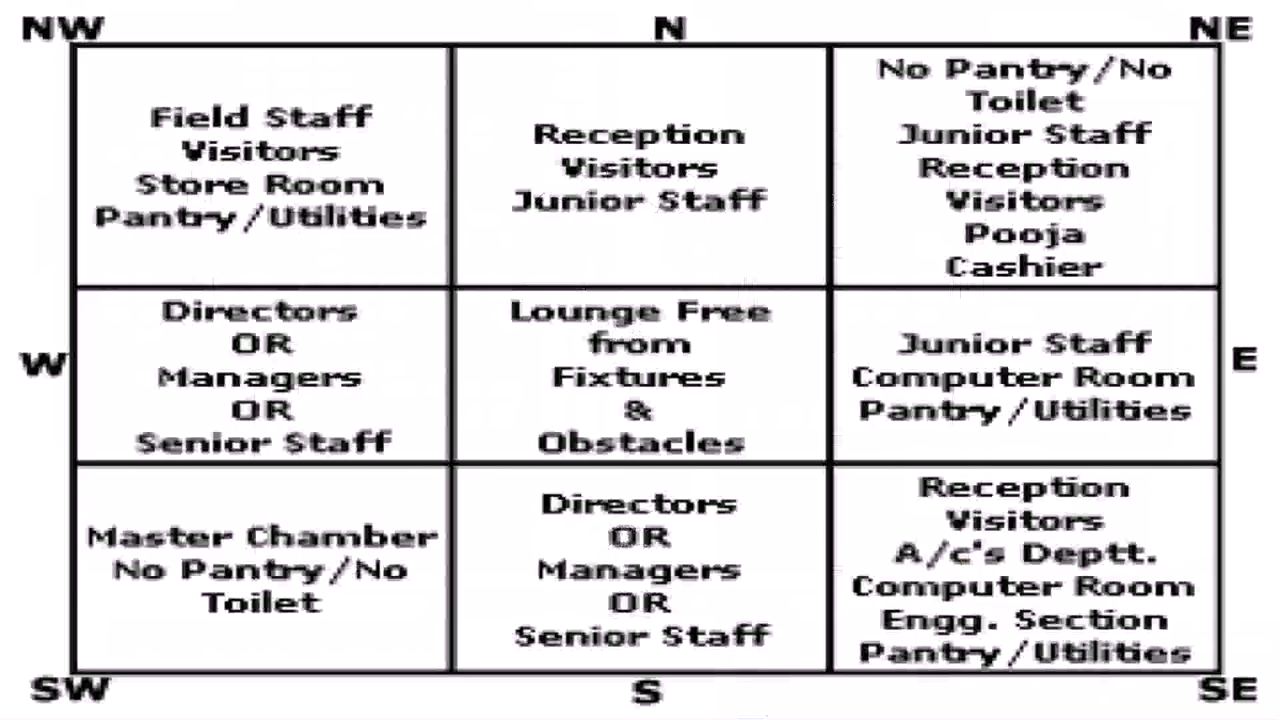 NW N NE
Field Staff
Visitors
Store Room
Pantry/Utilities
Reception
Visitors
Junior Staff
No Pantry/No
Toilet
Junior Staff
Reception
Visitors
Pooja
Cashier
W
Directors
OR
Managers
OR
Senior Staff
Lounge Free
from
Fixtures
&
Obstacles
Junior Staff
Computer Room
Pantry/Utilities
E
Master Chamber
No Pantry/No
Toilet
Directors
OR
Managers
OR
Senior Staff
Reception
Visitors
A/c's Deptt.
Computer Room
Engg. Section
Pantry/Utilities
SW S SE